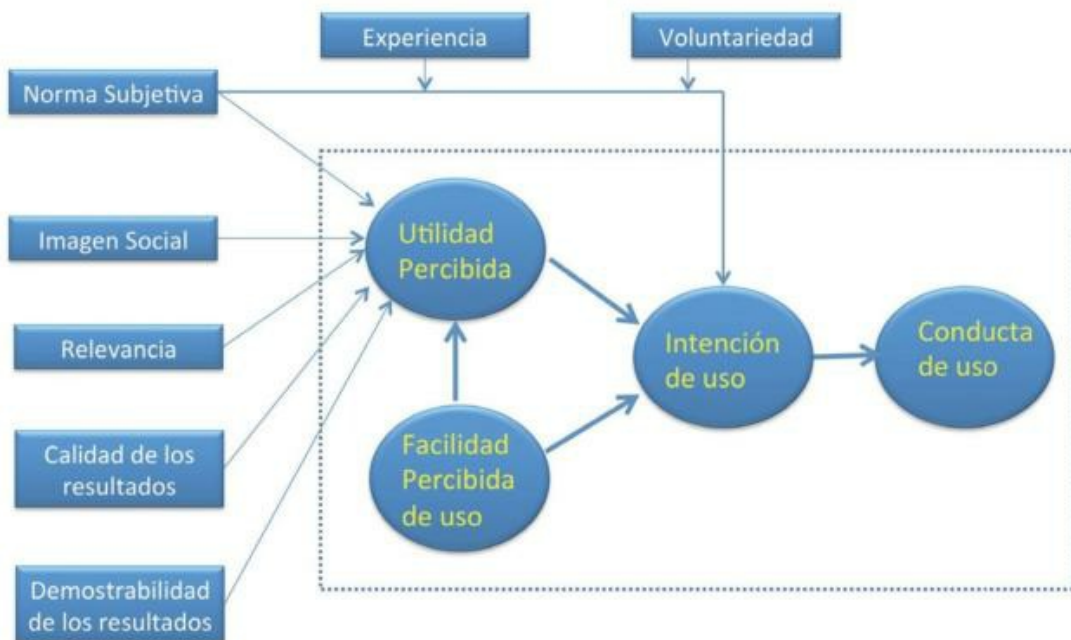 Experiencia
Voluntariedad
Norma Subjetiva
Imagen Social
Utilidad
Percibida
Relevancia
Intención
de uso
Conducta
de uso
Calidad de los
resultados
Facilidad
Percibida
de uso
Demostrabilidad
de los resultados